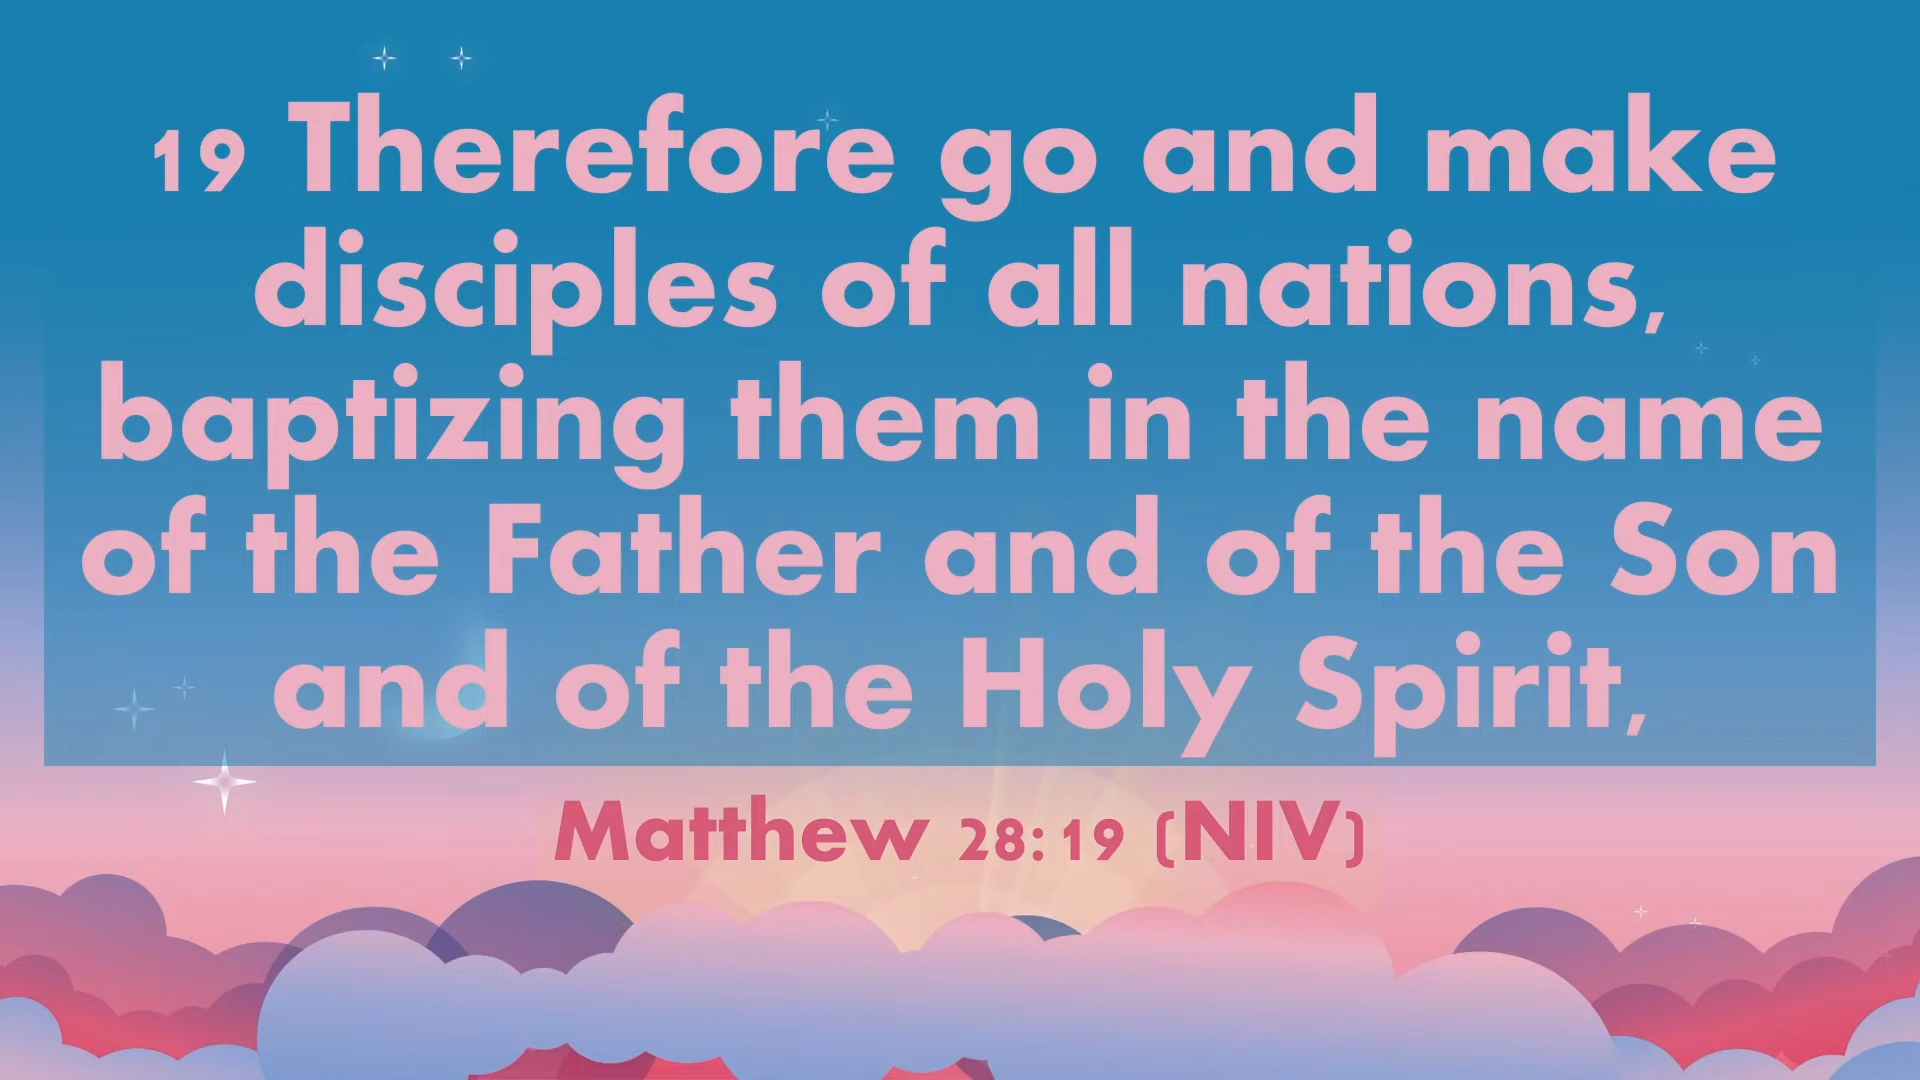 19 Therefore go and make
disciples of all nations,
baptizing them in the name
of the Father and of the Son
and of the Holy Spirit,
Matthew 28:19 (NIV)